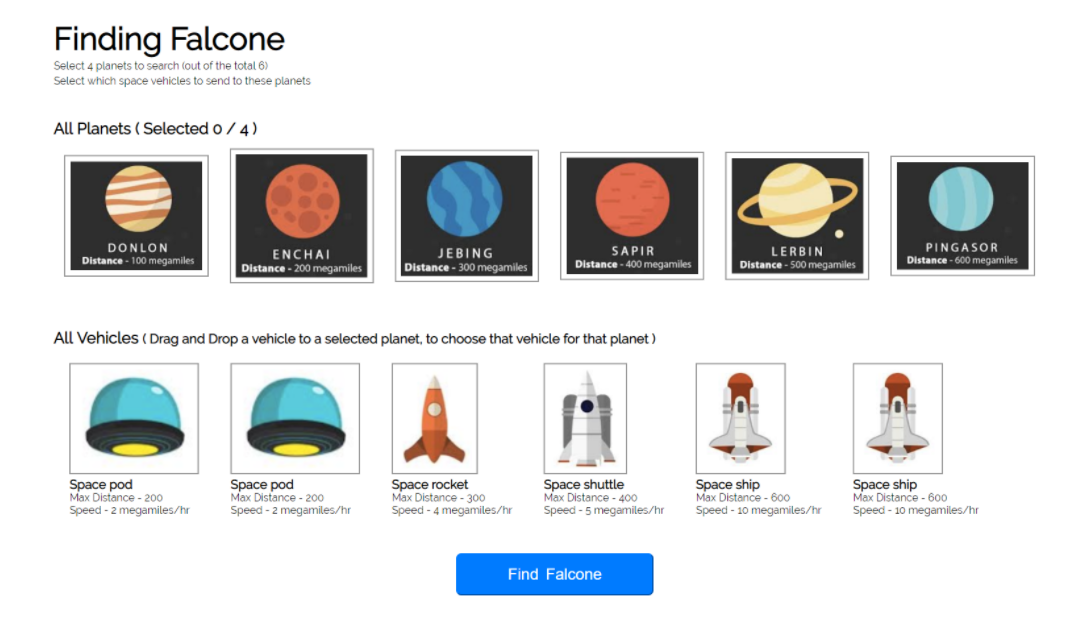 Finding Falcone
Select 4 planets to search (out of the total 6)
Select which space vehicles to send to these planets
All Planets ( Selected 0 / 4 )
DONLON
Distance - 100 megamiles
ENCHAI
Distance - 200 megamiles
JEBING
Distance - 300 megamiles
SAPIR
Distance - 400 megamiles
LERBIN
Distance - 500 megamiles
PINGASOR
Distance - 600 megamiles
All Vehicles ( Drag and Drop a vehicle to a selected planet, to choose that vehicle for that planet )
Space pod
Max Distance - 200
Speed - 2 megamiles/hr
Space pod
Max Distance - 200
Speed - 2 megamiles/hr
Space rocket
Max Distance - 300
Speed - 4 megamiles/hr
Space shuttle
Max Distance - 400
Speed - 5 megamiles/hr
Space ship
Max Distance - 600
Speed - 10 megamiles/hr
Space ship
Max Distance - 600
Speed - 10 megamiles/hr
Find Falcone